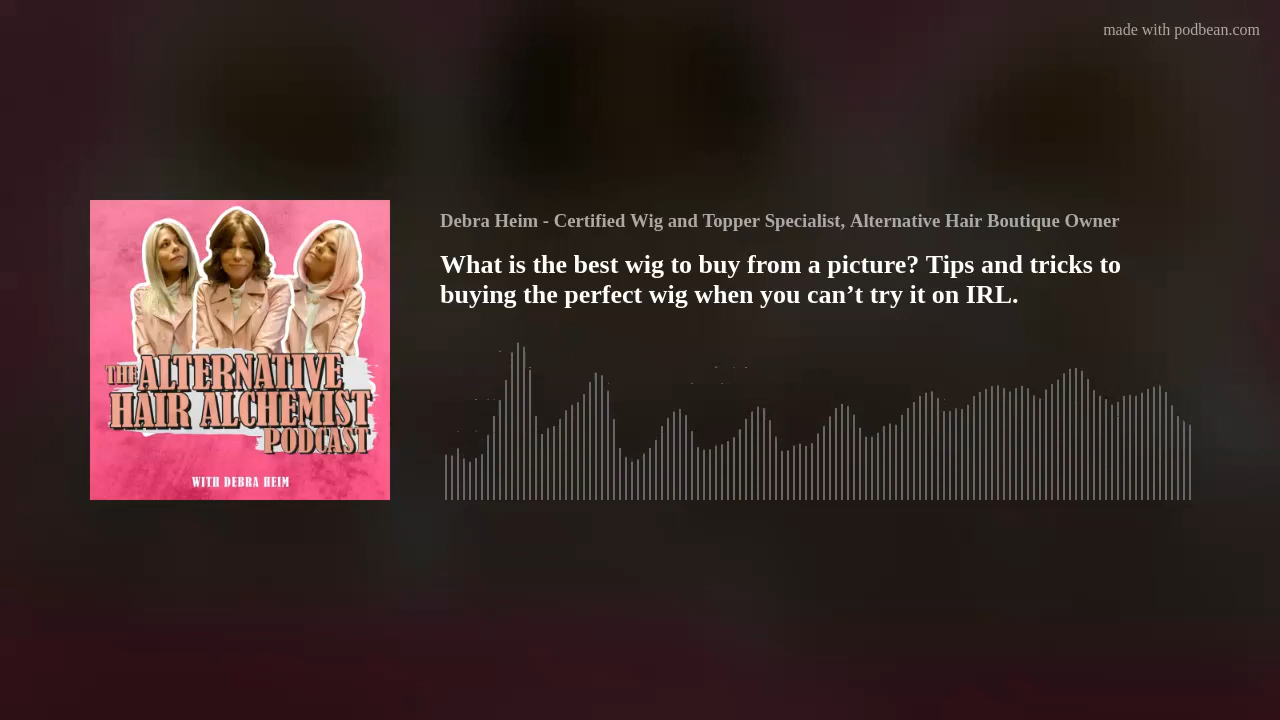 made with podbean.com
Debra Heim - Certified Wig and Topper Specialist, Alternative Hair Boutique Owner
What is the best wig to buy from a picture? Tips and tricks to
buying the perfect wig when you can’t try it on IRL.
THE ALTERNATIVE
HAIR ALCHEMIST
PODCAST
WITH DEBRA HEIM